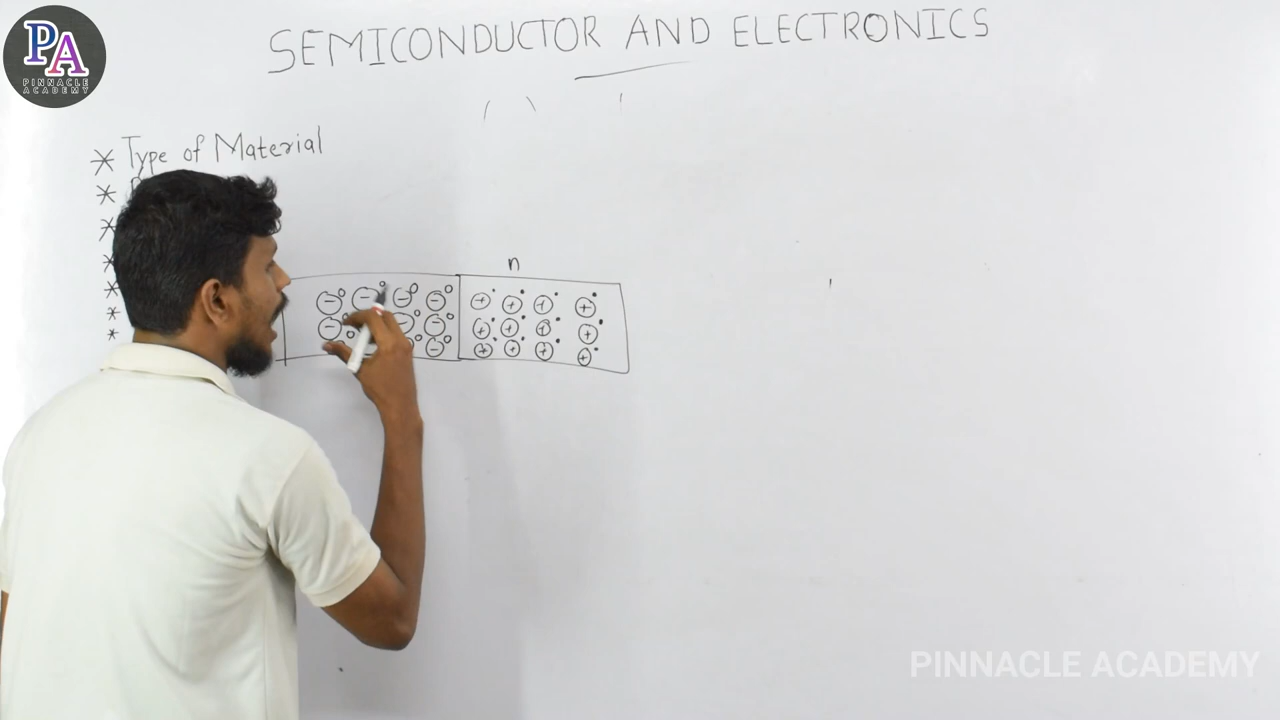 PA
PINNACLE
ACADEMY
SEMICONDUCTOR AND ELECTRONICS
* Type of Material
*
*
*
*
*
*
n
PINNACLE ACADEMY